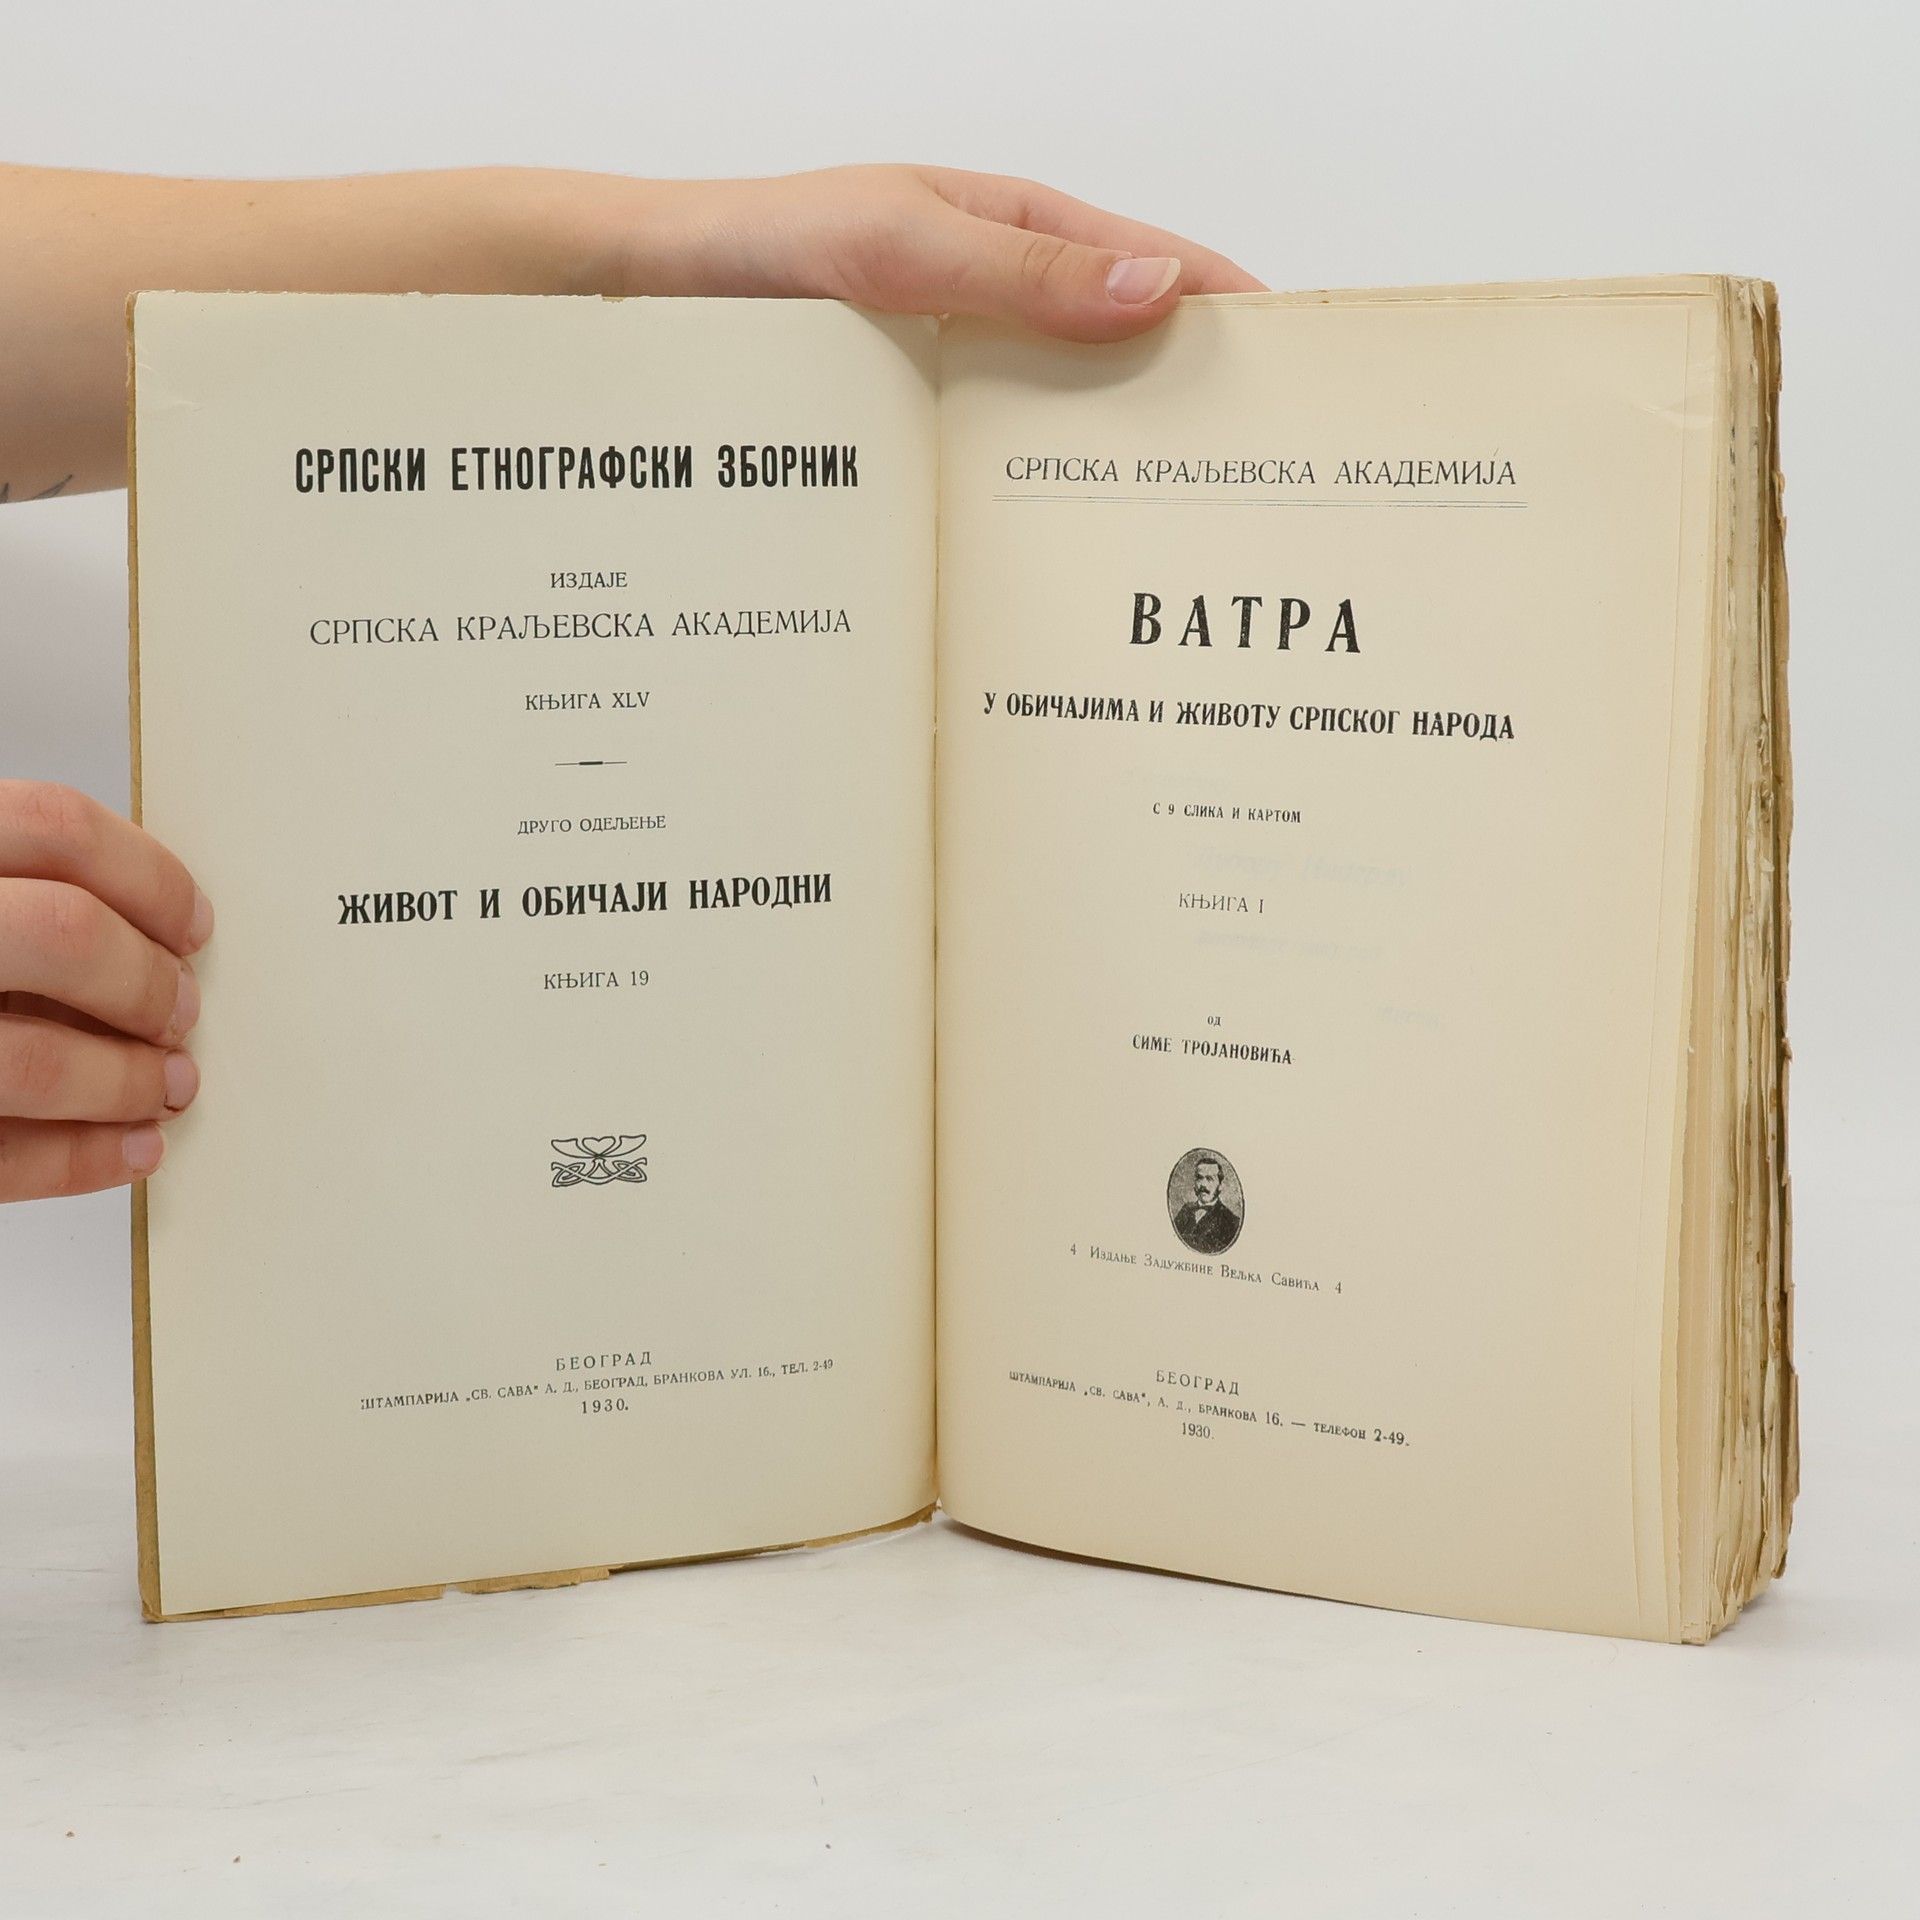 СРПСКИ ЕТНОГРАФСКИ ЗБОРНИК
ИЗДАЈЕ
СРПСКА КРАЉЕВСКА АКАДЕМИЈА
КЊИГА XLV
ДРУГО ОДЕЉЕЊЕ
ЖИВОТ И ОБИЧАЈИ НАРОДНИ
КЊИГА 19
БЕОГРАД
ШТАМПАРИЈА „СВ. САВА“ А. Д., БЕОГРАД, БРАНКОВА УЛ. 16., ТЕЛ. 2-49
1930.
СРПСКА КРАЉЕВСКА АКАДЕМИЈА
ВАТРА
У ОБИЧАЈИМА И ЖИВОТУ СРПСКОГ НАРОДА
С 9 СЛИКА И КАРТОМ
КЊИГА I
ОД
СИМЕ ТРОЈАНОВИЋА
4 Издање Задужбине Вељка Савића 4
БЕОГРАД
ШТАМПАРИЈА „СВ. САВА“, А. Д., БРАНКОВА 16. — ТЕЛЕФОН 2-49.
1930.